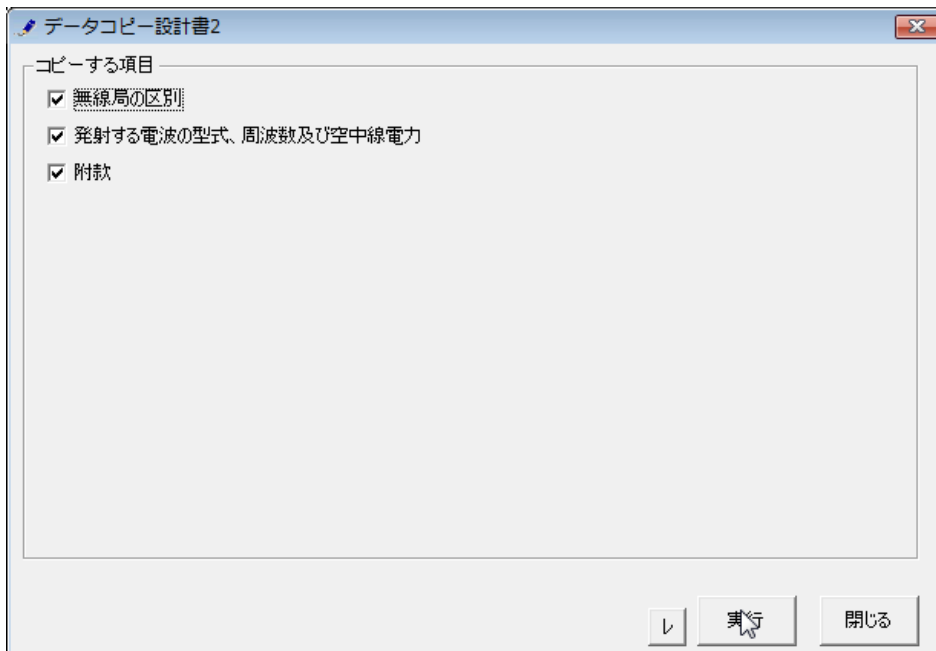 データコピー設計書2
コピーする項目
無線局の区別
発射する電波の型式、周波数及び空中線電力
附款
レ
実行
閉じる